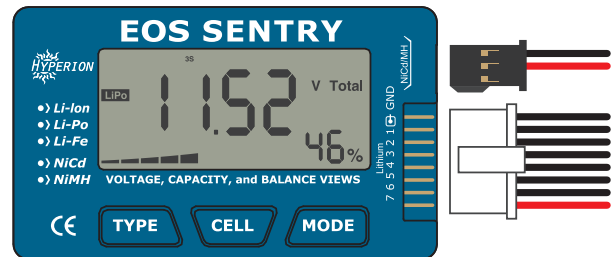 EOS SENTRY
HYPERION
3S
LiPo
11.52 V Total
46%
•) Li-Ion
•) Li-Po
•) Li-Fe
•) NiCd
•) NiMH
VOLTAGE, CAPACITY, and BALANCE VIEWS
CE
TYPE
CELL
MODE
NiCd/MH
7 6 5 4 3 2 1 GND
Lithium